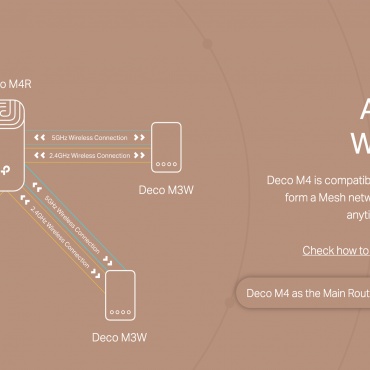 o M4R
5GHz Wireless Connection
2.4GHz Wireless Connection
Deco M3W
5GHz Wireless Connection
2.4GHz Wireless Connection
Deco M3W
A
W
Deco M4 is compatib
form a Mesh netw
anyti
Check how to
Deco M4 as the Main Rout